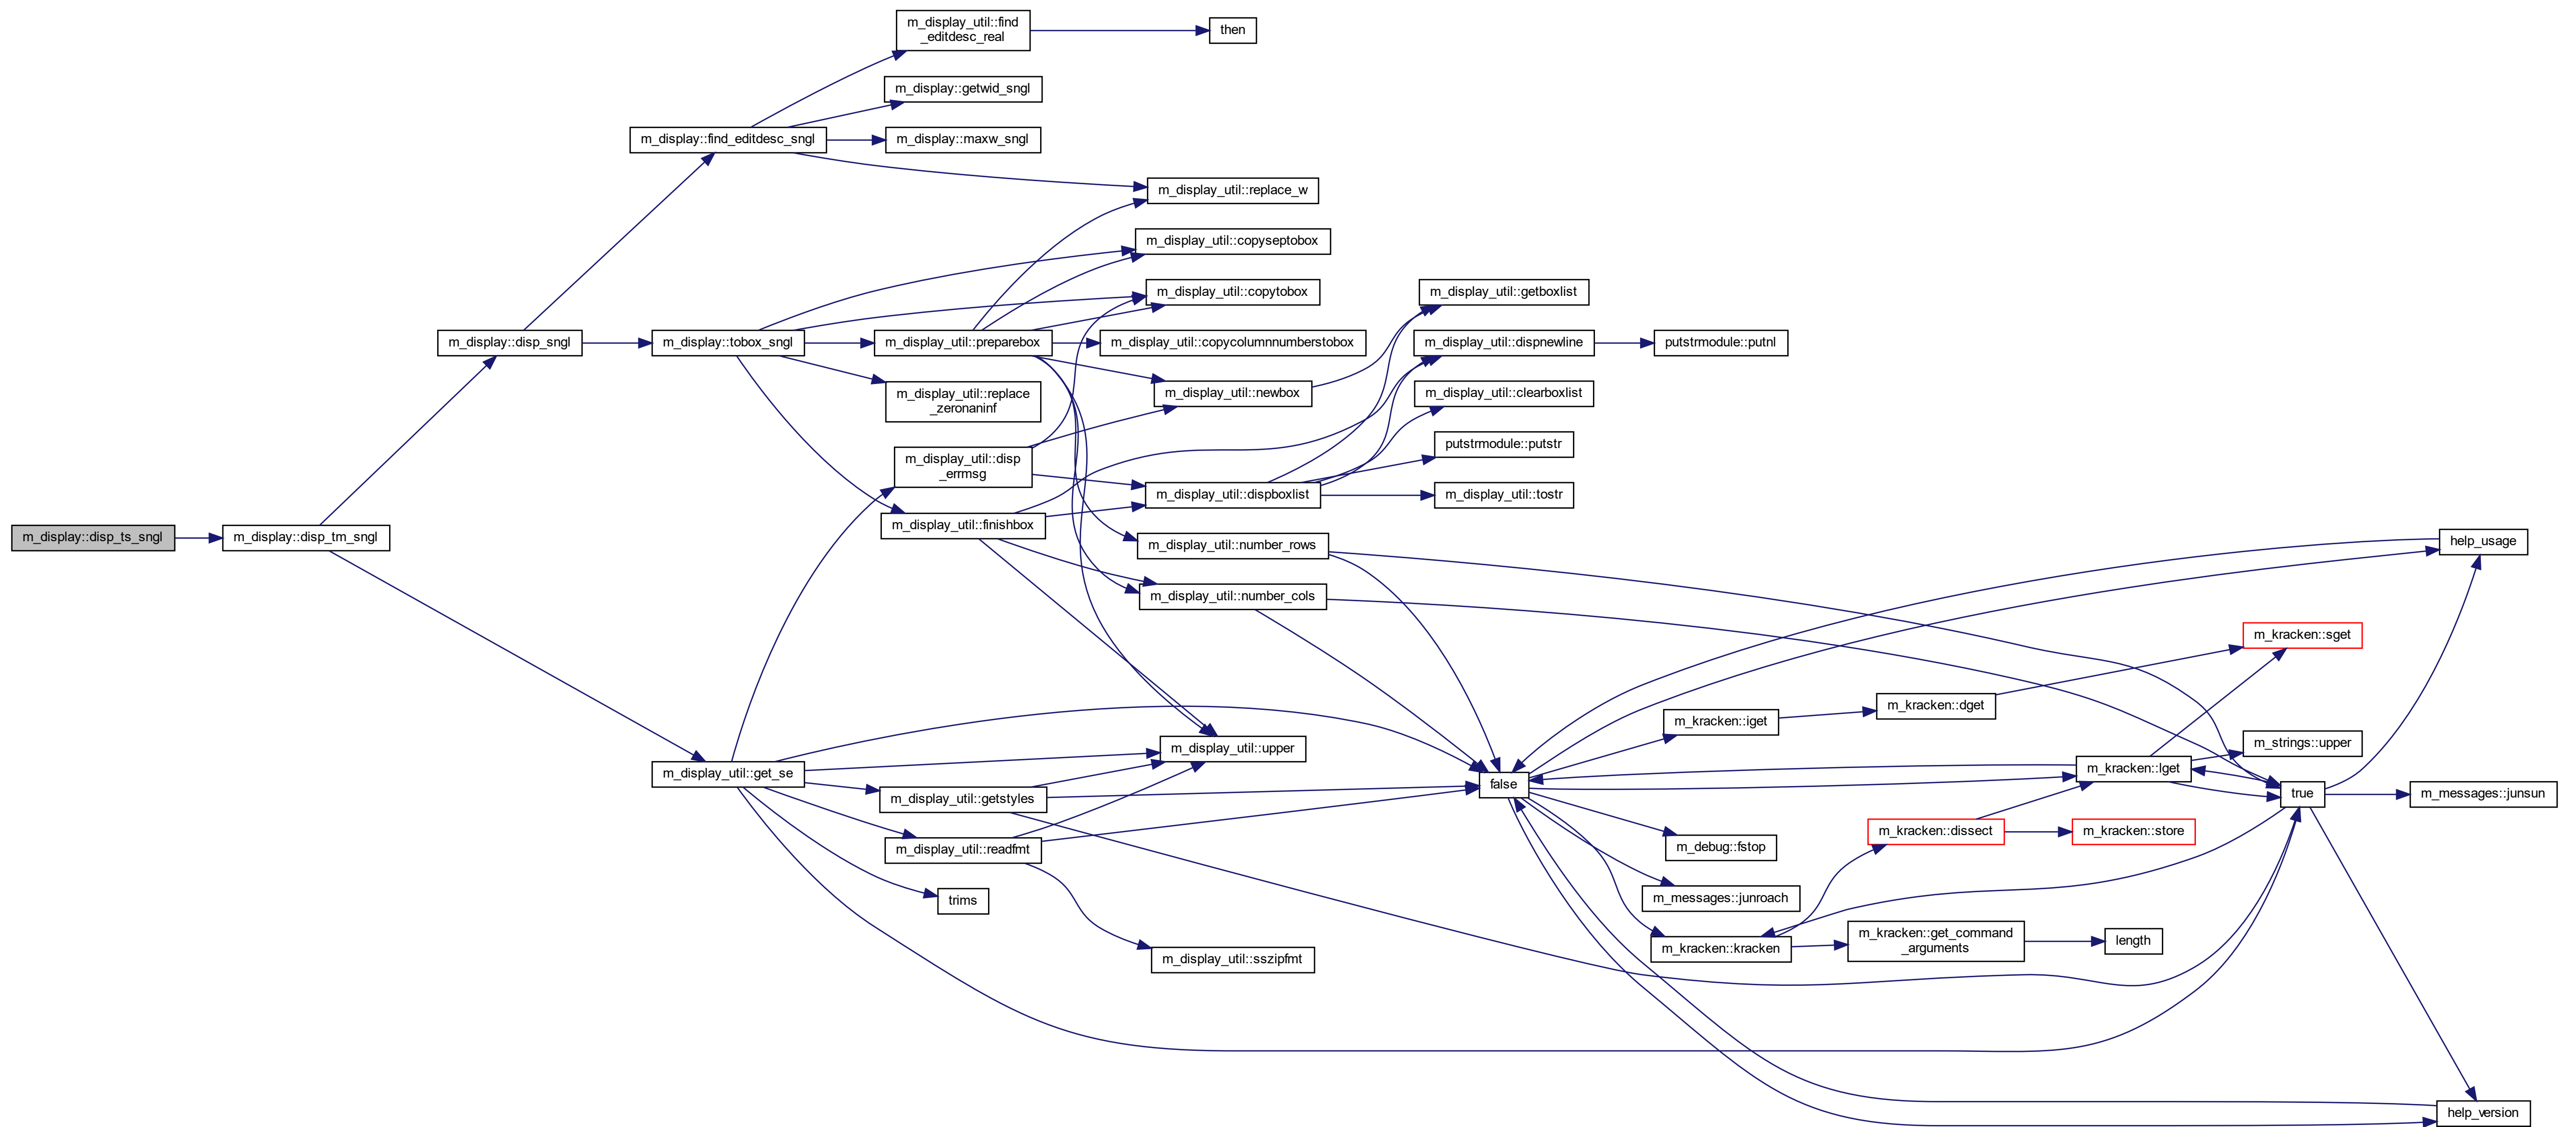 m_display_util::find
_editdesc_real
then
m_display::getwid_sngl
m_display::find_editdesc_sngl
m_display::maxw_sngl
m_display_util::replace_w
m_display_util::copyseptobox
m_display_util::copytobox
m_display_util::getboxlist
m_display::disp_sngl
m_display::tobox_sngl
m_display_util::preparebox
m_display_util::copycolumnnumberstobox
m_display_util::dispnewline
putstrmodule::putnl
m_display_util::replace
_zeronaninf
m_display_util::newbox
m_display_util::clearboxlist
m_display_util::disp
_errmsg
putstrmodule::putstr
m_display_util::dispboxlist
m_display_util::tostr
m_display::disp_ts_sngl
m_display::disp_tm_sngl
m_display_util::finishbox
m_display_util::number_rows
help_usage
m_display_util::number_cols
m_kracken::sget
m_kracken::dget
m_kracken::iget
m_display_util::upper
m_strings::upper
m_display_util::get_se
m_kracken::lget
false
true
m_messages::junsun
m_display_util::getstyles
m_kracken::dissect
m_kracken::store
m_display_util::readfmt
m_debug::fstop
trims
m_messages::junroach
m_kracken::kracken
m_kracken::get_command
_arguments
length
m_display_util::sszipfmt
help_version